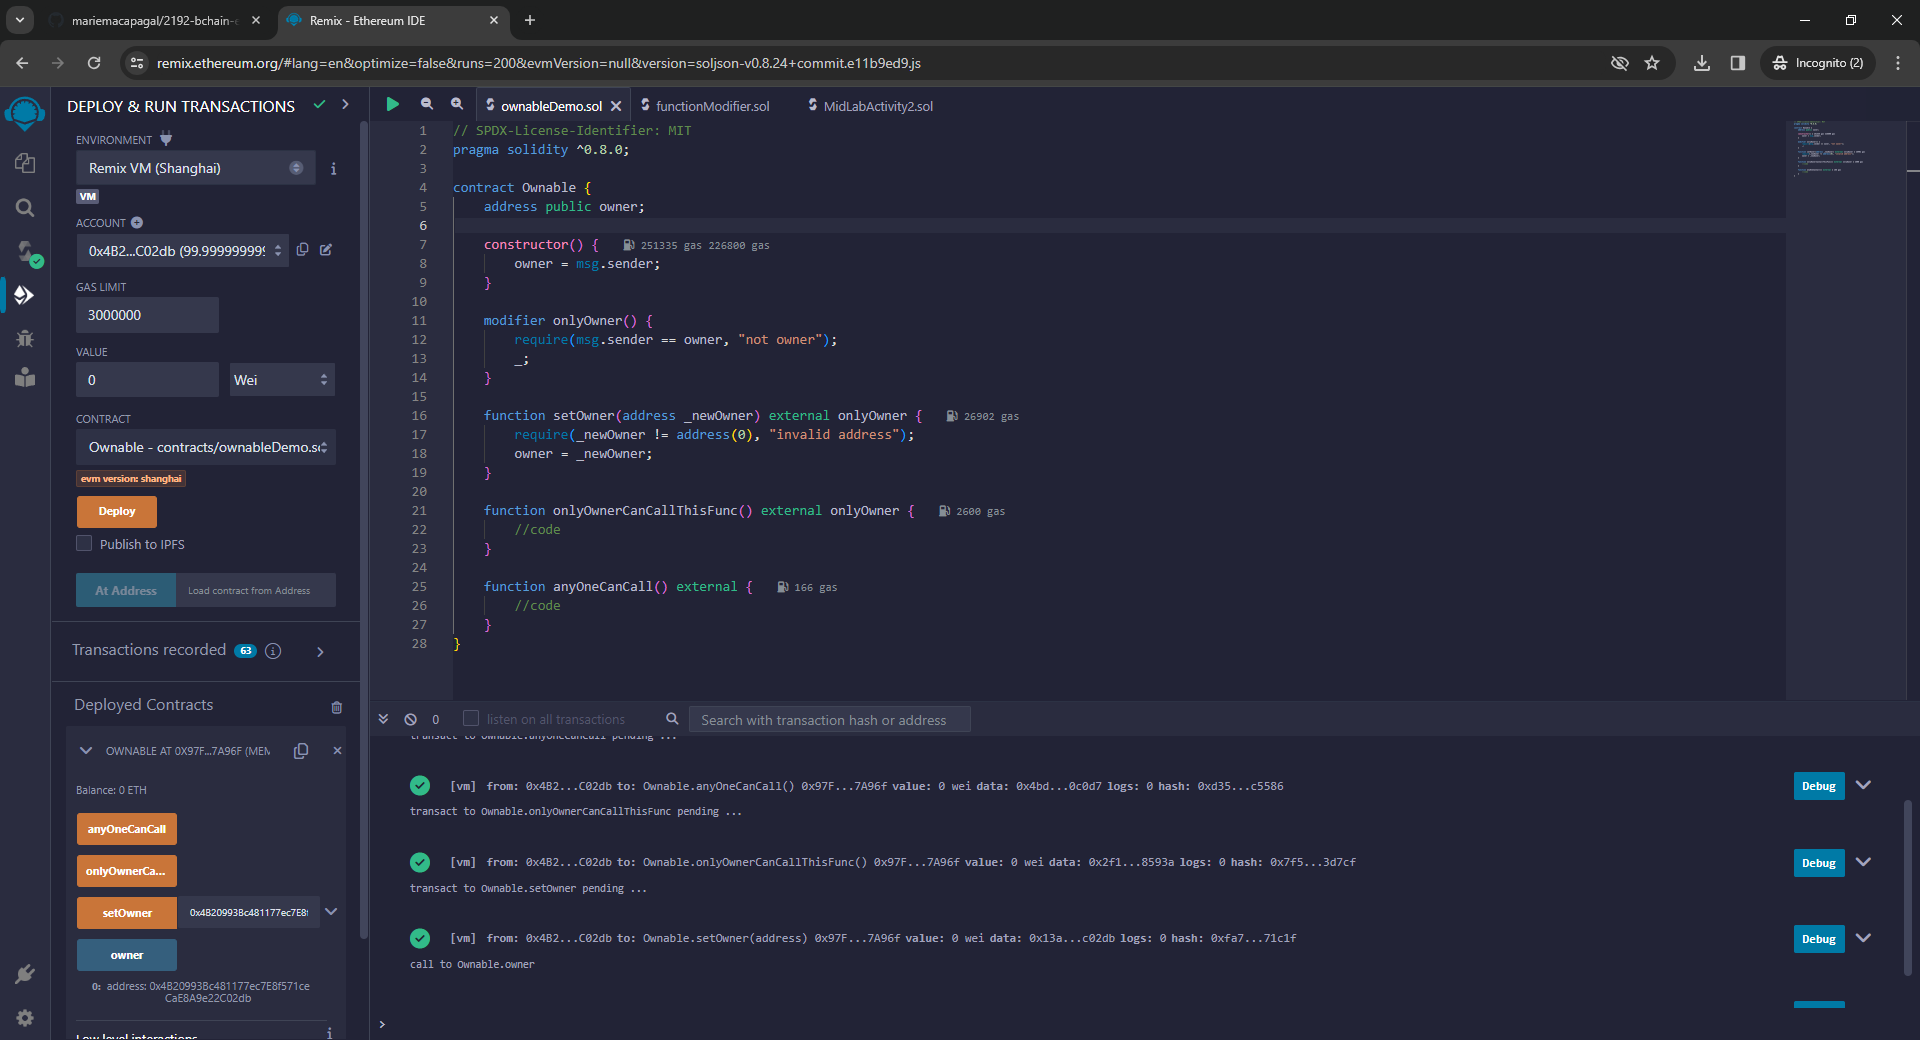 mariemacapagal/2192-bchain-e
Remix - Ethereum IDE
remix.ethereum.org/#lang=en&optimize=false&runs=200&evmVersion=null&version=soljson-v0.8.24+commit.e11b9ed9.js
Incognito (2)
DEPLOY & RUN TRANSACTIONS
ENVIRONMENT
Remix VM (Shanghai)
VM
ACCOUNT
0x4B2...C02db (99.999999999
GAS LIMIT
3000000
VALUE
0
Wei
CONTRACT
Ownable - contracts/ownableDemo.so
evm version: shanghai
Deploy
Publish to IPFS
At Address
Load contract from Address
Transactions recorded 63
Deployed Contracts
OWNABLE AT 0X97F...7A96F (MEM
Balance: 0 ETH
anyOneCanCall
onlyOwnerCa...
setOwner
0x4B20993Bc481177ec7E8f
owner
0: address: 0x4B20993Bc481177ec7E8f571ce
CaE8A9e22C02db
Low level interactions
ownableDemo.sol
functionModifier.sol
MidLabActivity2.sol
1 // SPDX-License-Identifier: MIT
2 pragma solidity ^0.8.0;
3
4 contract Ownable {
5 address public owner;
6
7 constructor() { 251335 gas 226800 gas
8 owner = msg.sender;
9 }
10
11 modifier onlyOwner() {
12 require(msg.sender == owner, "not owner");
13 _;
14 }
15
16 function setOwner(address _newOwner) external onlyOwner { 26902 gas
17 require(_newOwner != address(0), "invalid address");
18 owner = _newOwner;
19 }
20
21 function onlyOwnerCanCallThisFunc() external onlyOwner { 2600 gas
22 //code
23 }
24
25 function anyOneCanCall() external { 166 gas
26 //code
27 }
28 }
0
listen on all transactions
Search with transaction hash or address
transact to Ownable.anyOneCanCall pending ...
[vm] from: 0x4B2...C02db to: Ownable.anyOneCanCall() 0x97F...7A96f value: 0 wei data: 0x4bd...0c0d7 logs: 0 hash: 0xd35...c5586
Debug
transact to Ownable.onlyOwnerCanCallThisFunc pending ...
[vm] from: 0x4B2...C02db to: Ownable.onlyOwnerCanCallThisFunc() 0x97F...7A96f value: 0 wei data: 0x2f1...8593a logs: 0 hash: 0x7f5...3d7cf
Debug
transact to Ownable.setOwner pending ...
[vm] from: 0x4B2...C02db to: Ownable.setOwner(address) 0x97F...7A96f value: 0 wei data: 0x13a...c02db logs: 0 hash: 0xfa7...71c1f
Debug
call to Ownable.owner
>